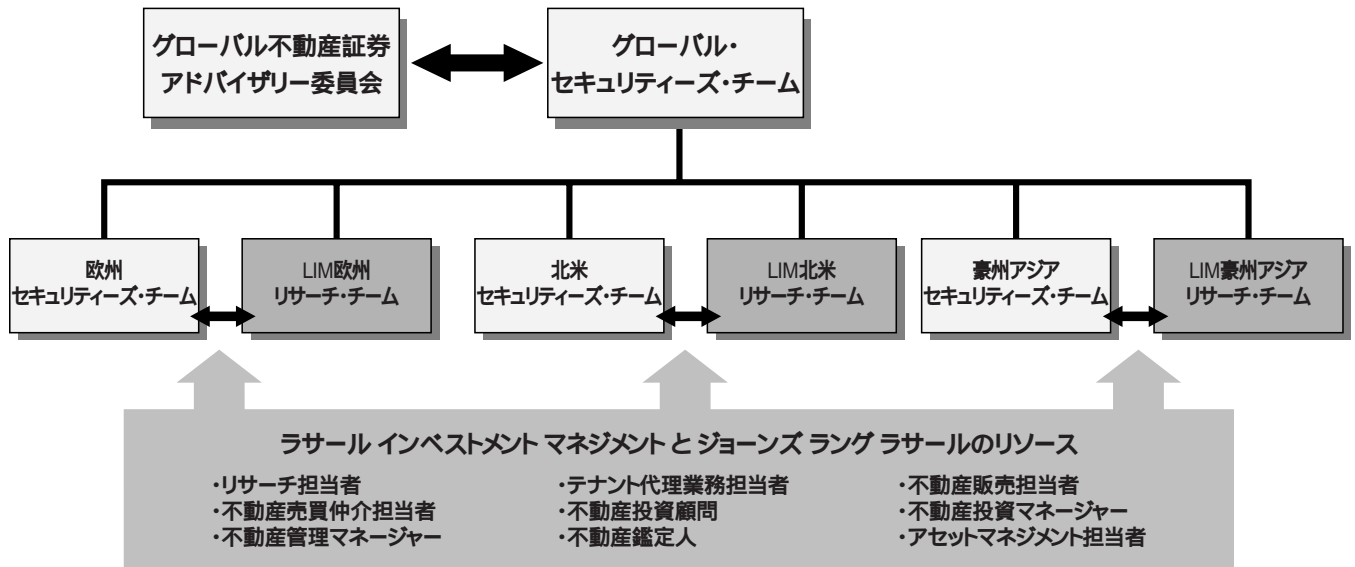 グローバル不動産証券
アドバイザリー委員会
グローバル・
セキュリティーズ・チーム
欧州
セキュリティーズ・チーム
LIM欧州
リサーチ・チーム
北米
セキュリティーズ・チーム
LIM北米
リサーチ・チーム
豪州アジア
セキュリティーズ・チーム
LIM豪州アジア
リサーチ・チーム
ラサール インベストメント マネジメント と ジョーンズ ラング ラサールのリソース
・リサーチ担当者
・不動産売買仲介担当者
・不動産管理マネージャー
・テナント代理業務担当者
・不動産投資顧問
・不動産鑑定人
・不動産販売担当者
・不動産投資マネージャー
・アセットマネジメント担当者